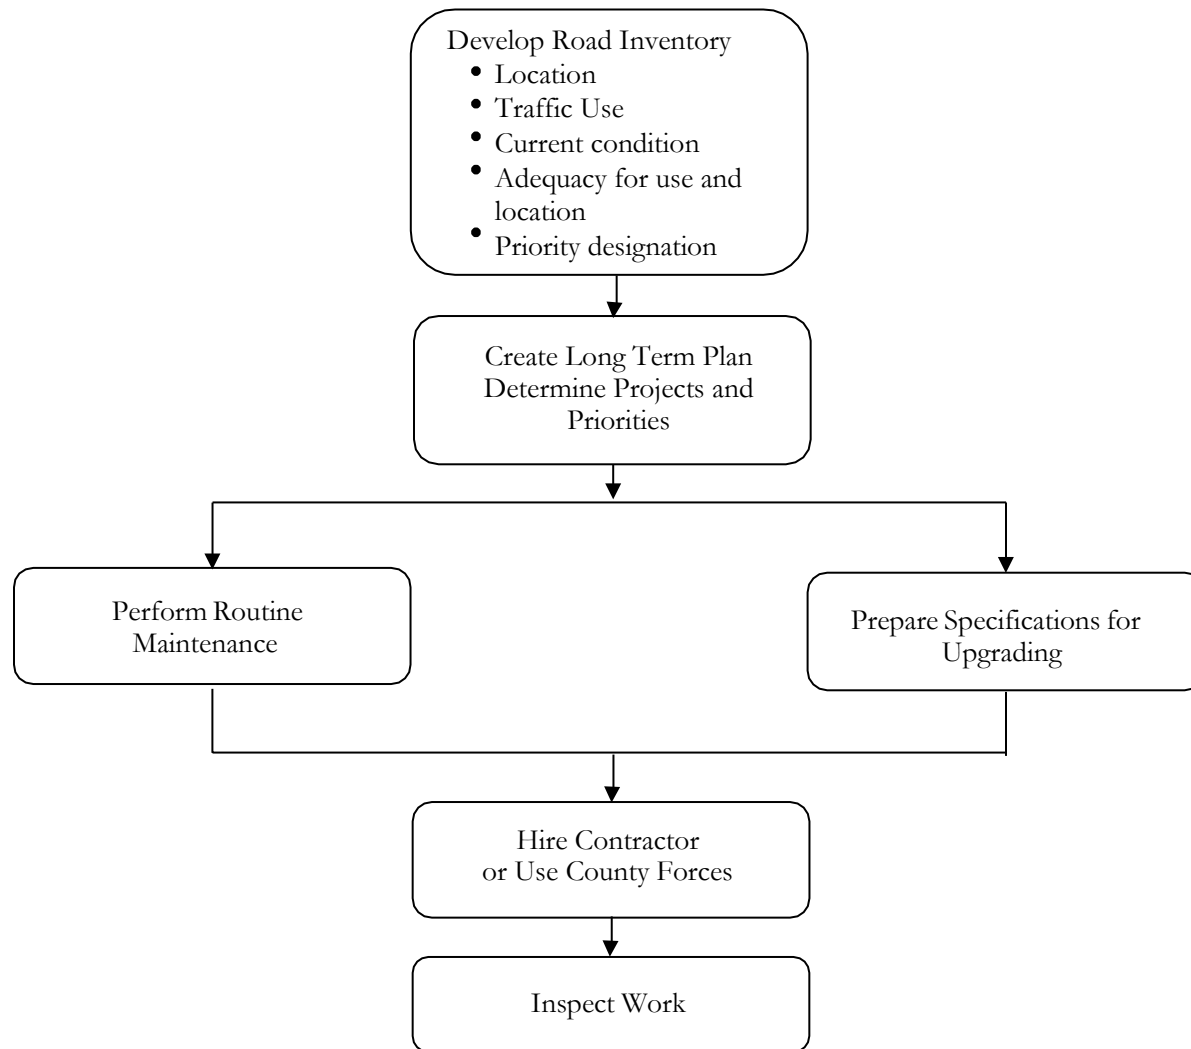 Develop Road Inventory
• Location
• Traffic Use
• Current condition
• Adequacy for use and
location
• Priority designation
Create Long Term Plan
Determine Projects and
Priorities
Perform Routine
Maintenance
Prepare Specifications for
Upgrading
Hire Contractor
or Use County Forces
Inspect Work